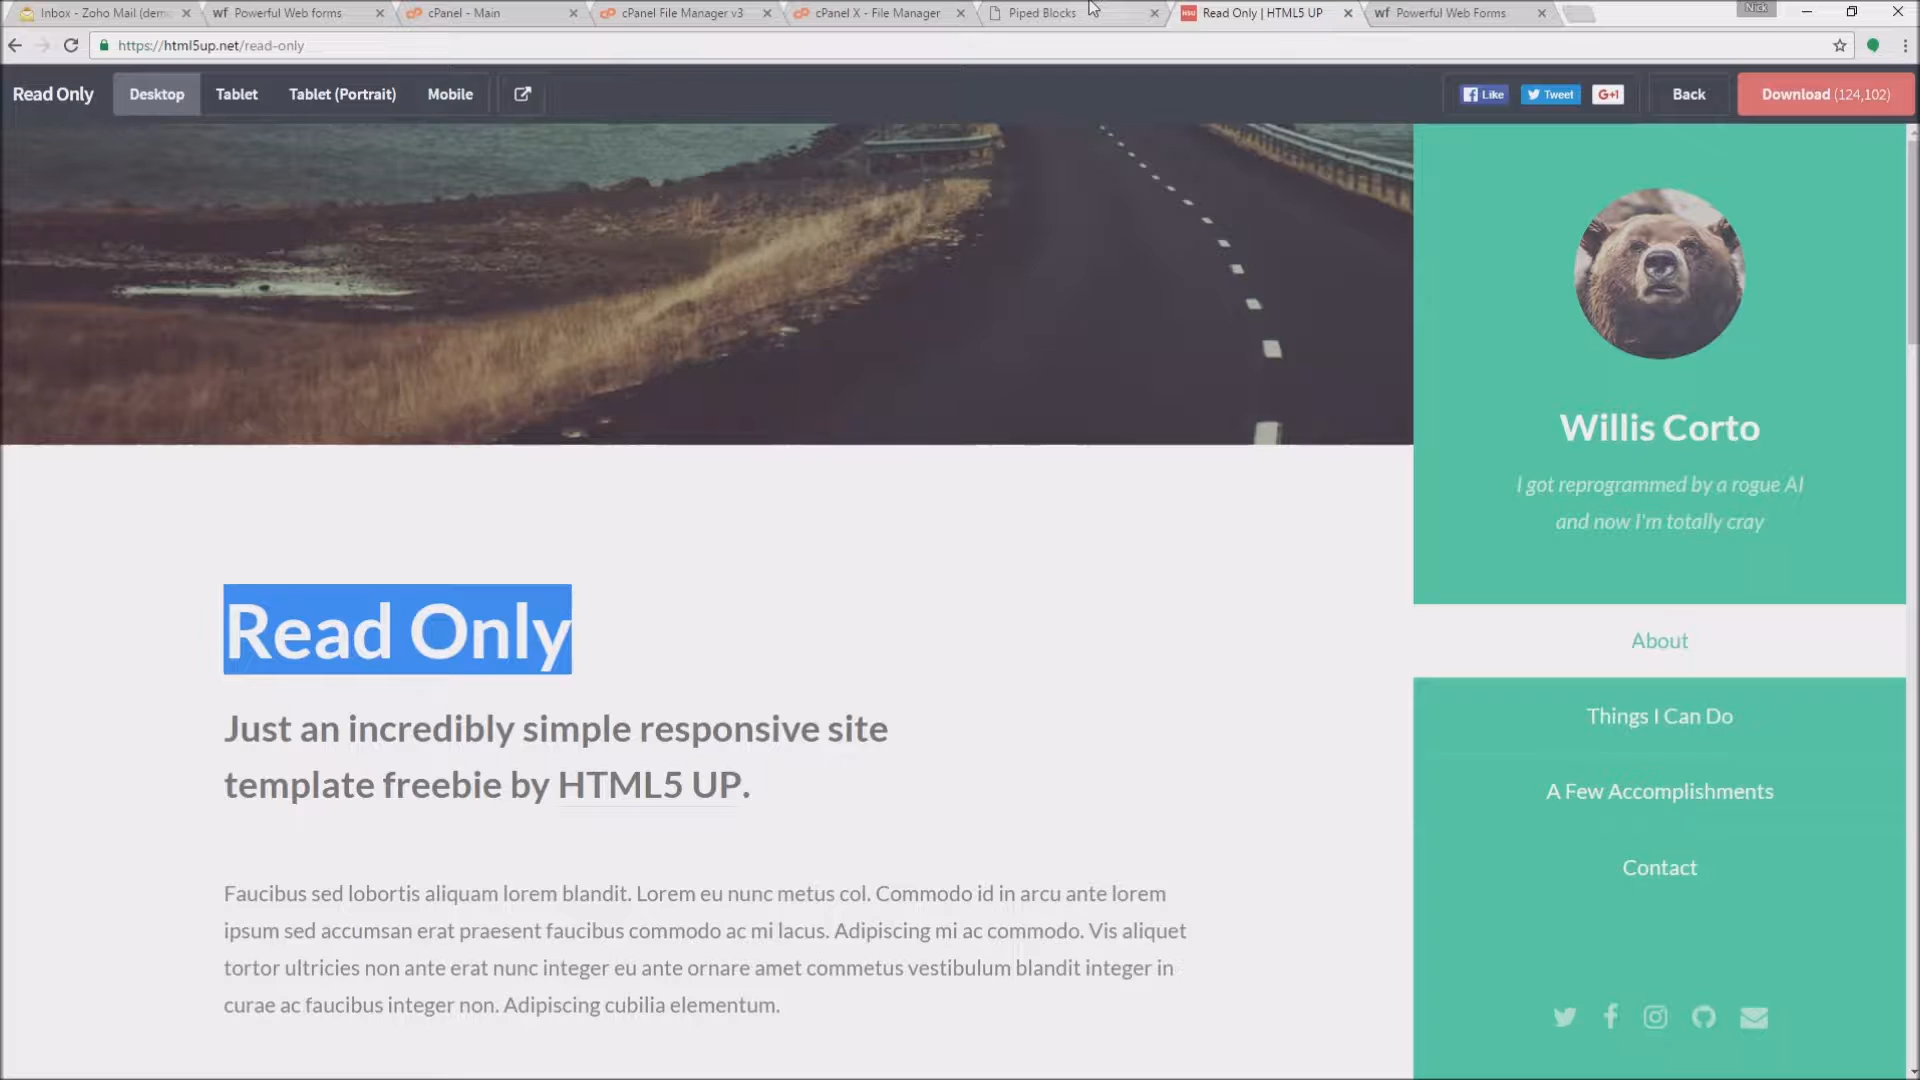 Inbox - Zoho Mail (dem
Powerful Web forms
cPanel - Main
cPanel File Manager v3
cPanel X - File Manager
Piped Blocks
Read Only | HTML5 UP
Powerful Web Forms
Nick
https://html5up.net/read-only
Read Only
Desktop
Tablet
Tablet (Portrait)
Mobile
Like
Tweet
G+1
Back
Download (124,102)
Willis Corto
I got reprogrammed by a rogue AI
and now I'm totally cray
About
Things I Can Do
A Few Accomplishments
Contact
Read Only
Just an incredibly simple responsive site
template freebie by HTML5 UP.
Faucibus sed lobortis aliquam lorem blandit. Lorem eu nunc metus col. Commodo id in arcu ante lorem
ipsum sed accumsan erat praesent faucibus commodo ac mi lacus. Adipiscing mi ac commodo. Vis aliquet
tortor ultricies non ante erat nunc integer eu ante ornare amet commetus vestibulum blandit integer in
curae ac faucibus integer non. Adipiscing cubilia elementum.